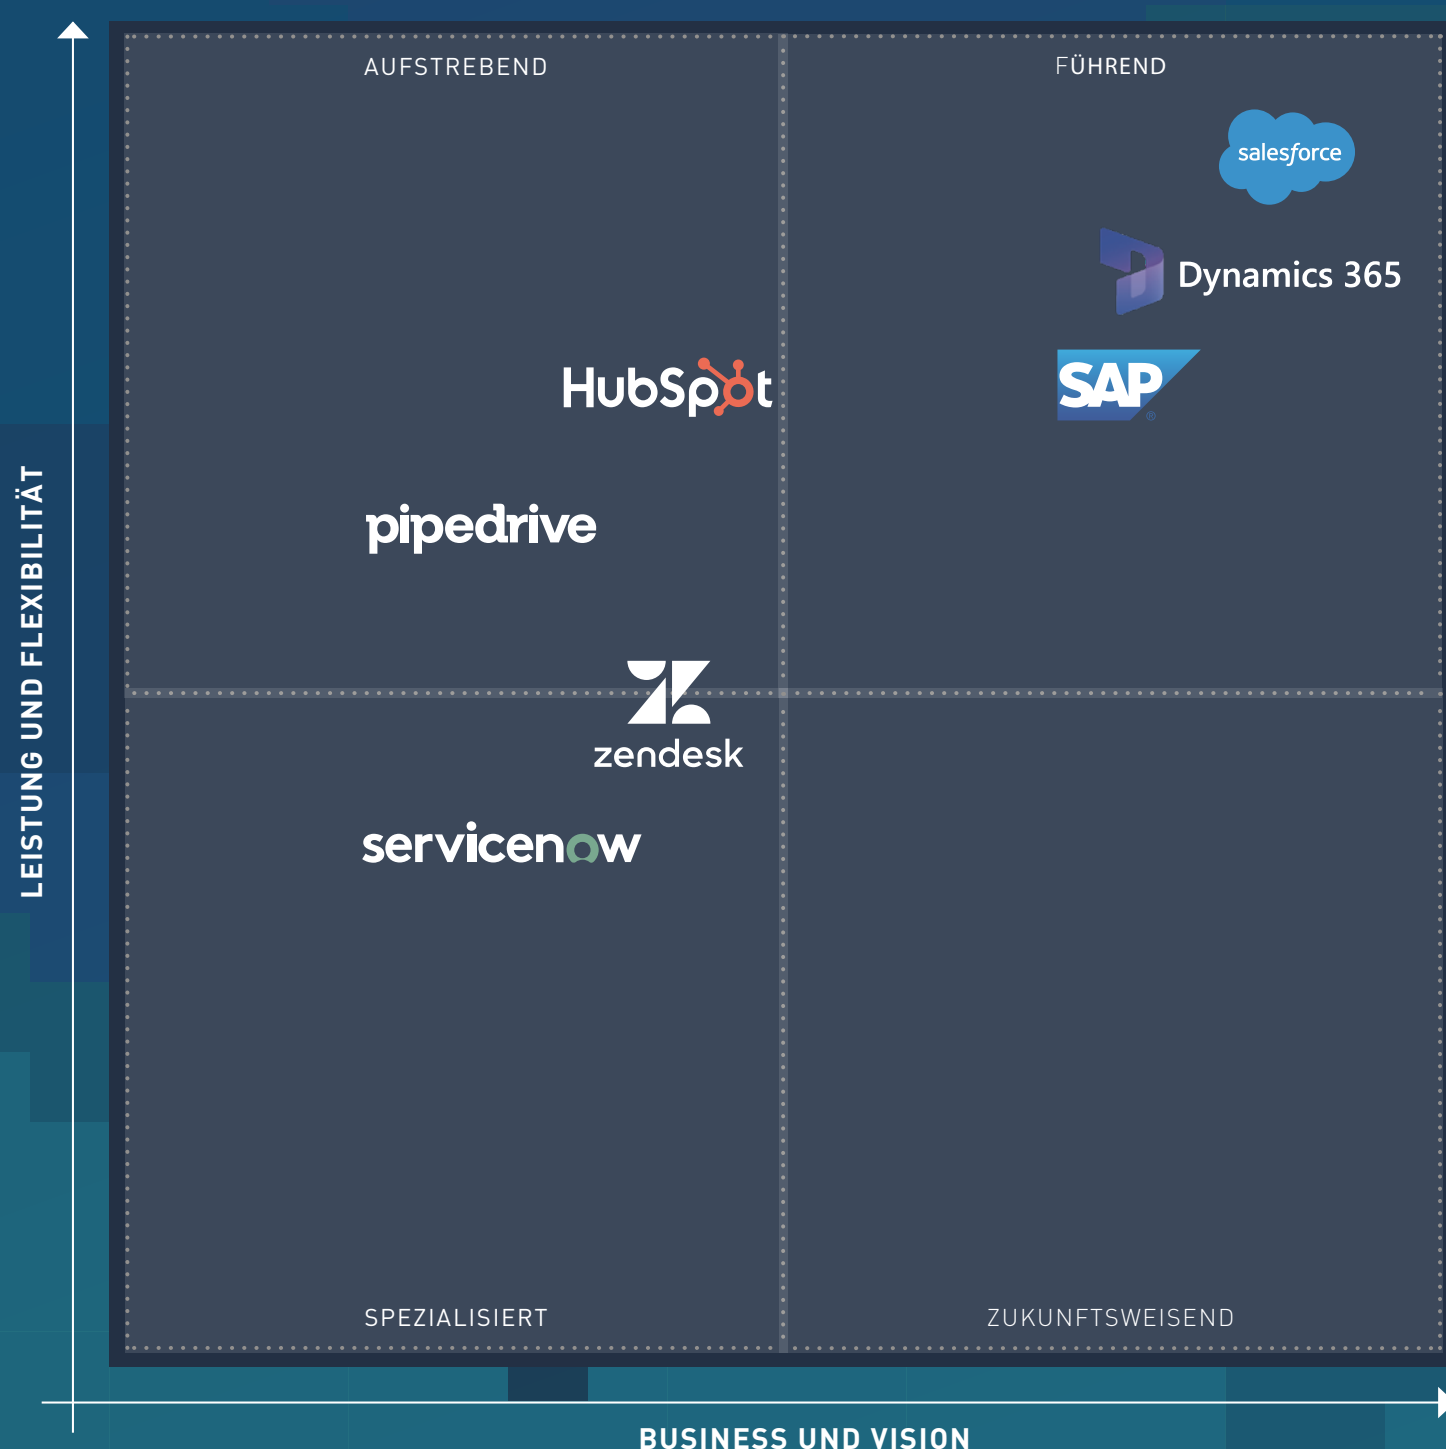 AUFSTREBEND
FÜHREND
salesforce
Dynamics 365
HubSpot
SAP
®
pipedrive
zendesk
servicenow
LEISTUNG UND FLEXIBILITÄT
SPEZIALISIERT
ZUKUNFTSWEISEND
BUSINESS UND VISION